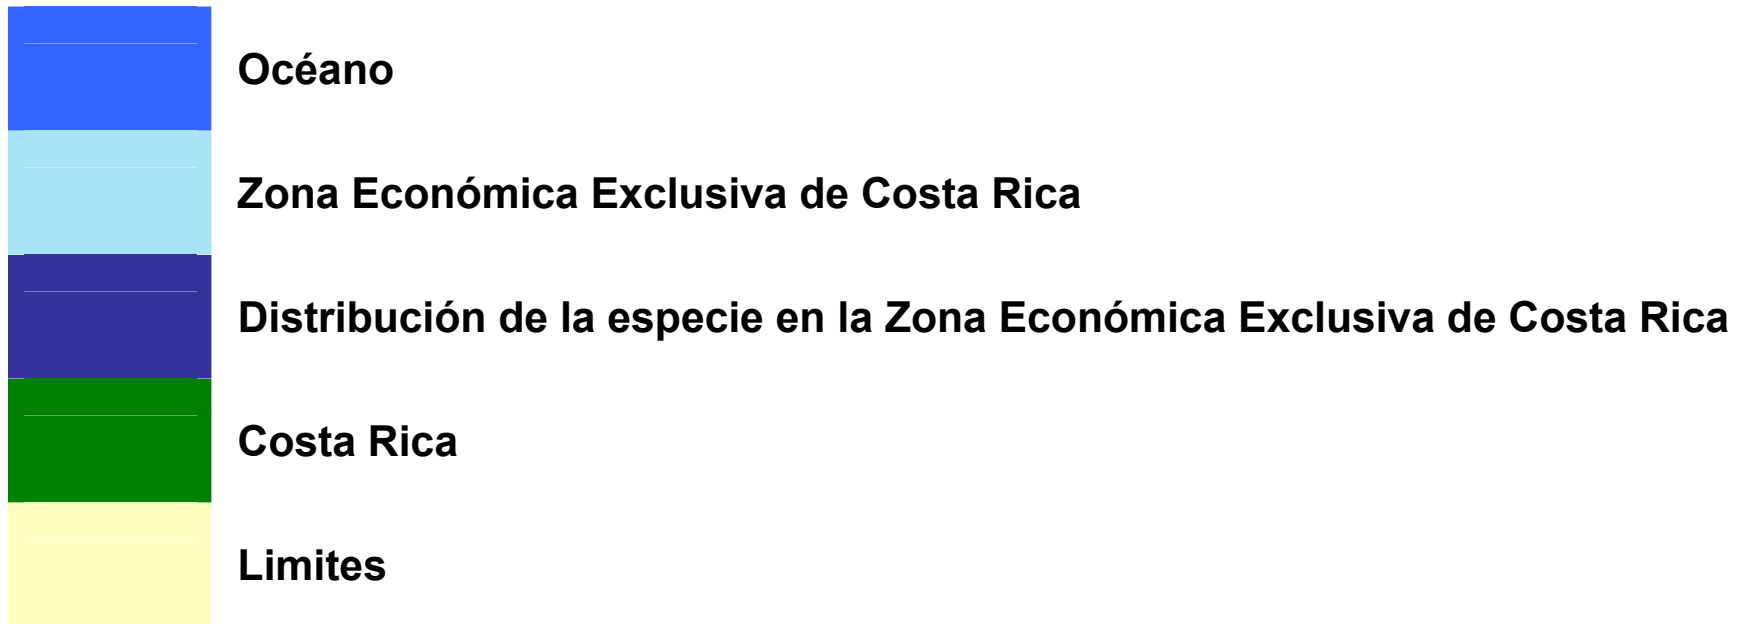 Océano
Zona Económica Exclusiva de Costa Rica
Distribución de la especie en la Zona Económica Exclusiva de Costa Rica
Costa Rica
Limites